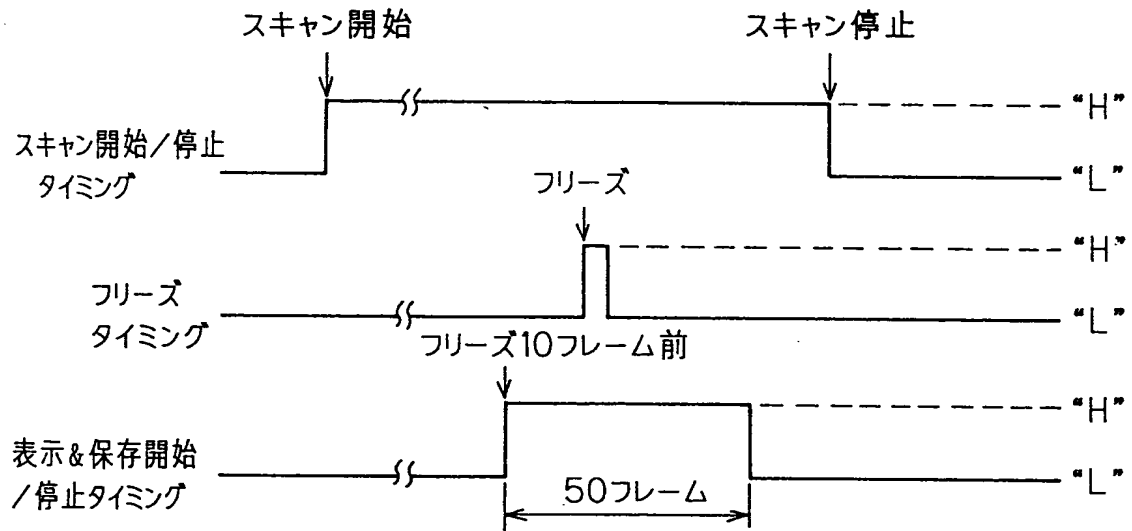 スキャン開始
スキャン停止
“H”
スキャン開始／停止
タイミング
“L”
フリーズ
“H”
フリーズ
タイミング
“L”
フリーズ10フレーム前
“H”
表示&保存開始
／停止タイミング
“L”
50フレーム